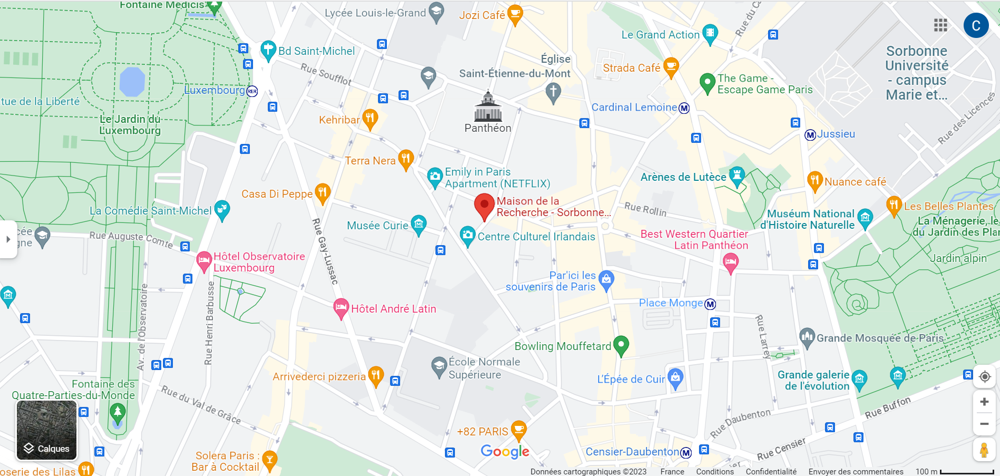 Fontaine Médicis
Lycée Louis-le-Grand
Jozi Café
Rue du Ca
C
Le Grand Action
Bd Saint-Michel
Sorbonne
Université
- campus
Marie et...
Église
Saint-Étienne-du-Mont
Strada Café
Rue Soufflot
The Game -
Escape Game Paris
Luxembourg
RER
tue de la Liberté
Cardinal Lemoine
M
Rue des Licences
Le Jardin du
Luxembourg
Kehribar
Panthéon
M
Jussieu
Terra Nera
Emily in Paris
Apartment (NETFLIX)
Arènes de Lutèce
Nuance café
Casa Di Peppe
Maison de la
Recherche - Sorbonne...
Rue Rollin
Les Belles Plantes
La Comédie Saint-Michel
Muséum National
d'Histoire Naturelle
La Ménagerie, le
du Jardin des Plan
Musée Curie
Centre Culturel Irlandais
Best Western Quartier
Latin Panthéon
cée
gne
Rue Auguste Comte
Rue Gay-Lussac
Hôtel Observatoire
Luxembourg
Jardin alpin
Par'ici les
souvenirs de Paris
Place Monge
M
Hôtel André Latin
Av. de l'Observatoire
Rue Henri Barbusse
Rue Larrey
Grande Mosquée de Paris
Bowling Mouffetard
École Normale
Supérieure
Arrivederci pizzeria
L'Épée de Cuir
Grande galerie
de l'évolution
Fontaine des
Quatre-Parties-du-Monde
Rue du Val de Grâce
Rue Buffon
Rue Daubenton
+82 PARIS
Calques
Google
Censier-Daubenton
M
Rue Censier
Solera Paris :
Bar à Cocktail
oserie des Lilas
Données cartographiques ©2023
France
Conditions
Confidentialité
Envoyer des commentaires
100 m